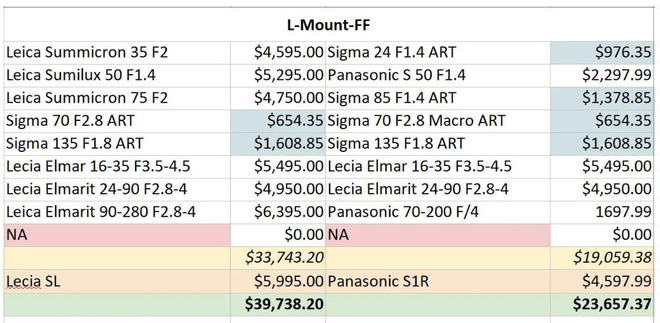 L-Mount-FF
Leica Summicron 35 F2 $4,595.00 Sigma 24 F1.4 ART $976.35
Leica Sumilux 50 F1.4 $5,295.00 Panasonic S 50 F1.4 $2,297.99
Leica Summicron 75 F2 $4,750.00 Sigma 85 F1.4 ART $1,378.85
Sigma 70 F2.8 ART $654.35 Sigma 70 F2.8 Macro ART $654.35
Sigma 135 F1.8 ART $1,608.85 Sigma 135 F1.8 ART $1,608.85
Lecia Elmar 16-35 F3.5-4.5 $5,495.00 Lecia Elmar 16-35 F3.5-4.5 $5,495.00
Lecia Elmarit 24-90 F2.8-4 $4,950.00 Lecia Elmarit 24-90 F2.8-4 $4,950.00
Leica Elmarit 90-280 F2.8-4 $6,395.00 Panasonic 70-200 F/4 1697.99
NA $0.00 NA $0.00
$33,743.20 $19,059.38
Lecia SL $5,995.00 Panasonic S1R $4,597.99
$39,738.20 $23,657.37